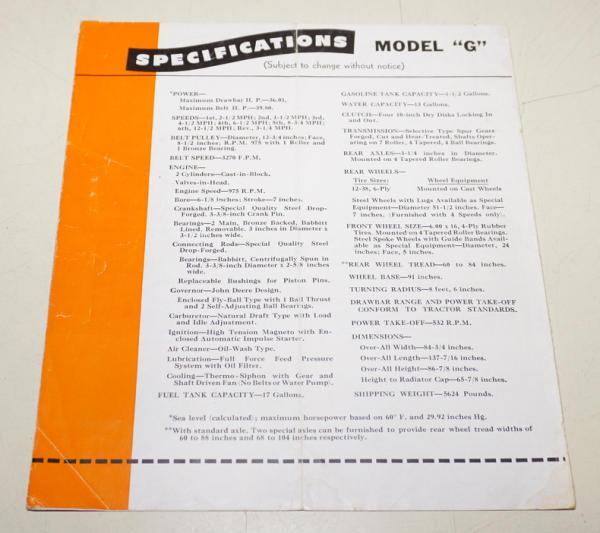 SPECIFICATIONS MODEL "G"
(Subject to change without notice)
*POWER—
Maximum Drawbar H. P.—36.01.
Maximum Belt H. P.—39.80.
SPEEDS—1st, 2-1/2 MPH; 2nd, 3-1/2 MPH; 3rd,
4-1/2 MPH; 4th, 6-1/2 MPH; 5th, 8-3/4 MPH;
6th, 12-1/2 MPH; Rev., 3-1/4 MPH.
BELT PULLEY—Diameter, 13-3/4 inches; Face,
8-1/2 inches; R.P.M. 975 with 1 Roller and
1 Bronze Bearing.
BELT SPEED—3270 F.P.M.
ENGINE—
2 Cylinders—Cast-in-Block.
Valves-in-Head.
Engine Speed—975 R.P.M.
Bore—6-1/8 inches; Stroke—7 inches.
Crankshaft—Special Quality Steel Drop-
Forged. 3-3/8-inch Crank Pin.
Bearings—2 Main, Bronze Backed, Babbitt
Lined, Removable, 3 inches in Diameter x
3-1/2 inches wide.
Connecting Rods—Special Quality Steel
Drop-Forged.
Bearings—Babbitt, Centrifugally Spun in
Rod. 3-3/8-inch Diameter x 2-5/8 inches
wide.
Replaceable Bushings for Piston Pins.
Governor—John Deere Design.
Enclosed Fly-Ball Type with 1 Ball Thrust
and 2 Self-Adjusting Ball Bearings.
Carburetor—Natural Draft Type with Load
and Idle Adjustment.
Ignition—High Tension Magneto with En-
closed Automatic Impulse Starter.
Air Cleaner—Oil-Wash Type.
Lubrication—Full Force Feed Pressure
System with Oil Filter.
Cooling—Thermo-Siphon with Gear and
Shaft Driven Fan (No Belts or Water Pump).
FUEL TANK CAPACITY—17 Gallons.
GASOLINE TANK CAPACITY—1-1/2 Gallons.
WATER CAPACITY—13 Gallons.
CLUTCH—Four 10-inch Dry Disks Locking In
and Out.
TRANSMISSION—Selective Type Spur Gears
Forged, Cut and Heat-Treated, Shafts Oper-
ating on 7 Roller, 4 Tapered, 4 Ball Bearings.
REAR AXLES—3-1/4 inches in Diameter.
Mounted on 4 Tapered Roller Bearings.
REAR WHEELS—
Tire Sizes: Wheel Equipment
12-38, 6-Ply Mounted on Cast Wheels
Steel Wheels with Lugs Available as Special
Equipment—Diameter 51-1/2 inches. Face—
7 inches. (Furnished with 4 Speeds only).
FRONT WHEEL SIZE—6.00 x 16, 4-Ply Rubber
Tires. Mounted on 4 Tapered Roller Bearings.
Steel Spoke Wheels with Guide Bands Avail-
able as Special Equipment—Diameter, 24
inches; Face, 5 inches.
**REAR WHEEL TREAD—60 to 84 inches.
WHEEL BASE—91 inches.
TURNING RADIUS—8 feet, 6 inches.
DRAWBAR RANGE AND POWER TAKE-OFF
CONFORM TO TRACTOR STANDARDS.
POWER TAKE-OFF—532 R.P.M.
DIMENSIONS—
Over-All Width—84-3/4 inches.
Over-All Length—137-7/16 inches.
Over-All Height—86-7/8 inches.
Height to Radiator Cap—65-7/8 inches.
SHIPPING WEIGHT—5624 Pounds.
*Sea level (calculated); maximum horsepower based on 60° F. and 29.92 inches Hg.
**With standard axle. Two special axles can be furnished to provide rear wheel tread widths of
60 to 88 inches and 68 to 104 inches respectively.